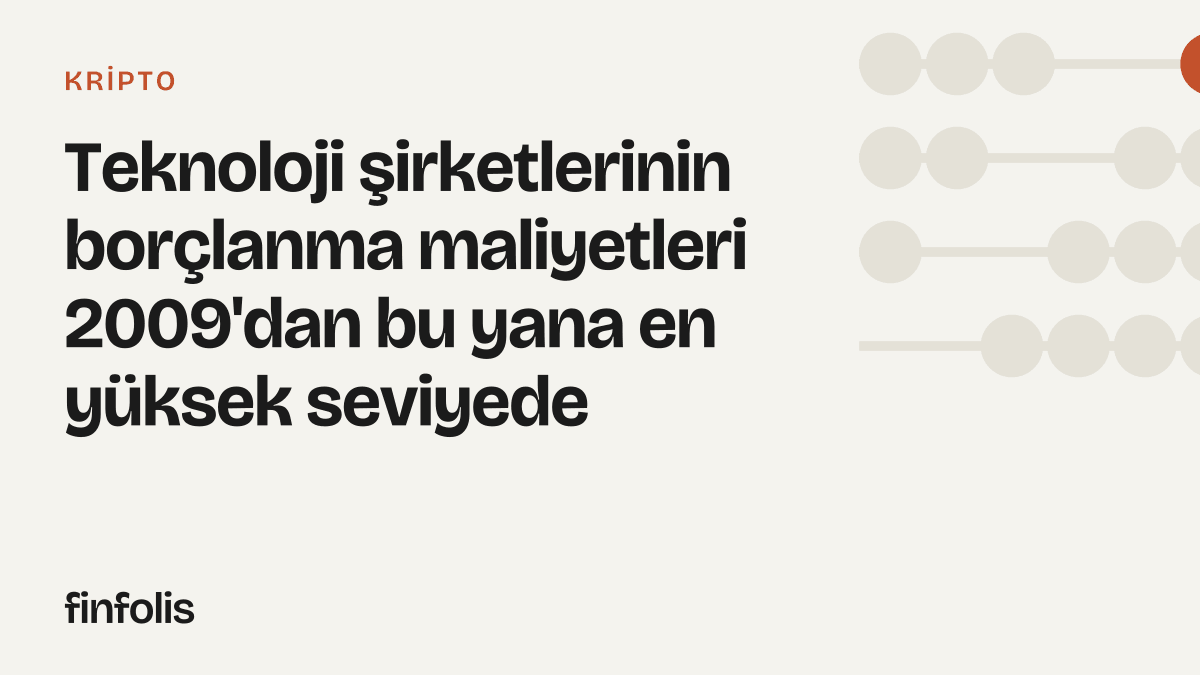 KRİPTO
Teknoloji şirketlerinin
borçlanma maliyetleri
2009'dan bu yana en
yüksek seviyede
finfolis